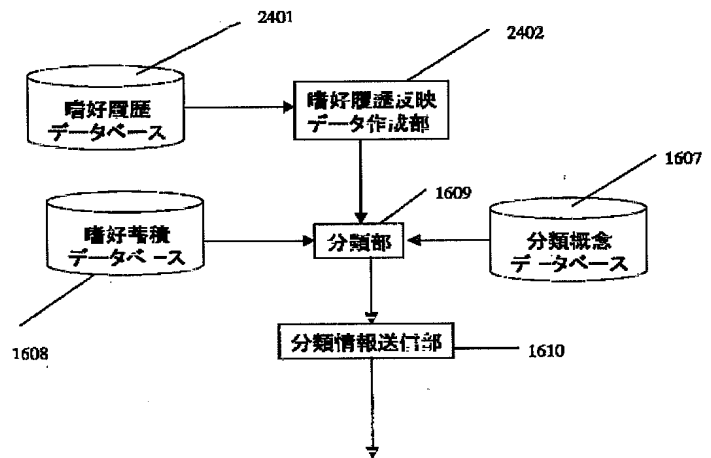 2401
2402
嗜好履歴
データベース
嗜好履歴反映
データ作成部
1607
1609
嗜好蓄積
データベース
分類部
分類概念
データベース
1608
分類情報送信部
1610